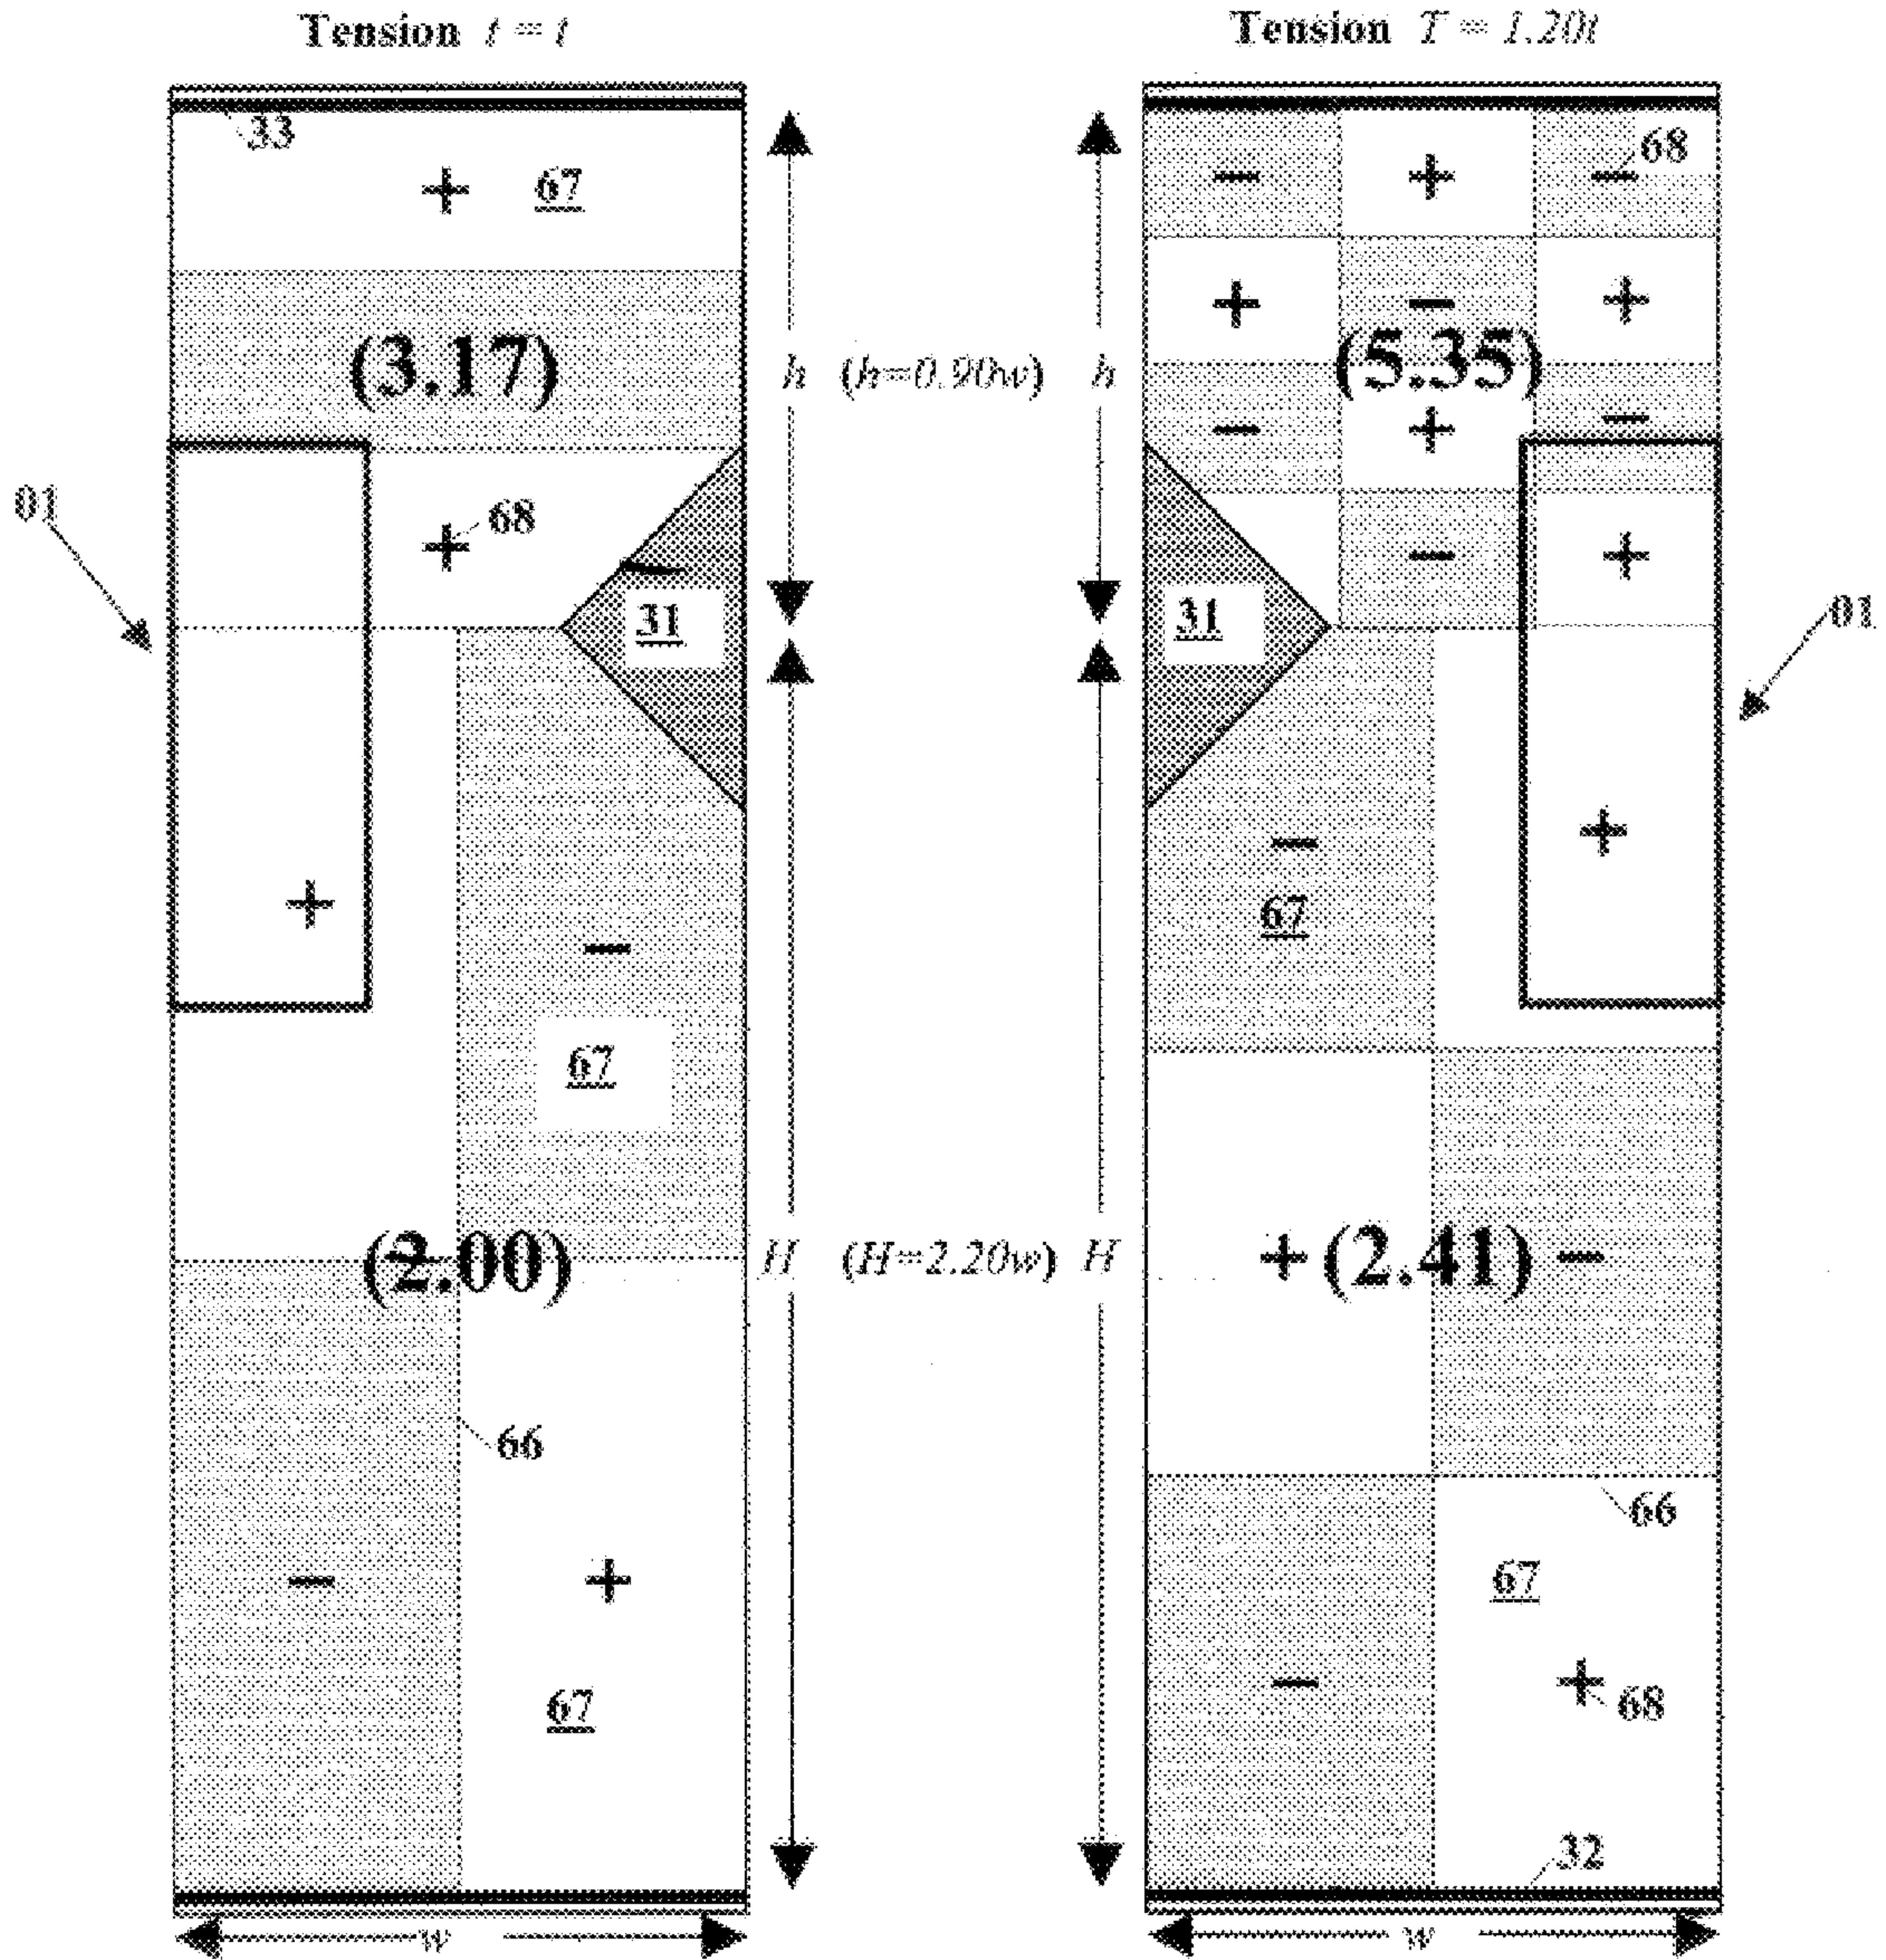 Tension t = t
Tension T = 1.20t
33
+ 67
− + − 68
+ − +
(3.17)
h (h=0.90w) h
(5.35)
− + −
01
+ 68
− +
31
31
01
+
+
−
−
67
67
(2.00)
H (H=2.20w) H
+ (2.41) −
66
66
− +
67
− +
68
67
32
w
w